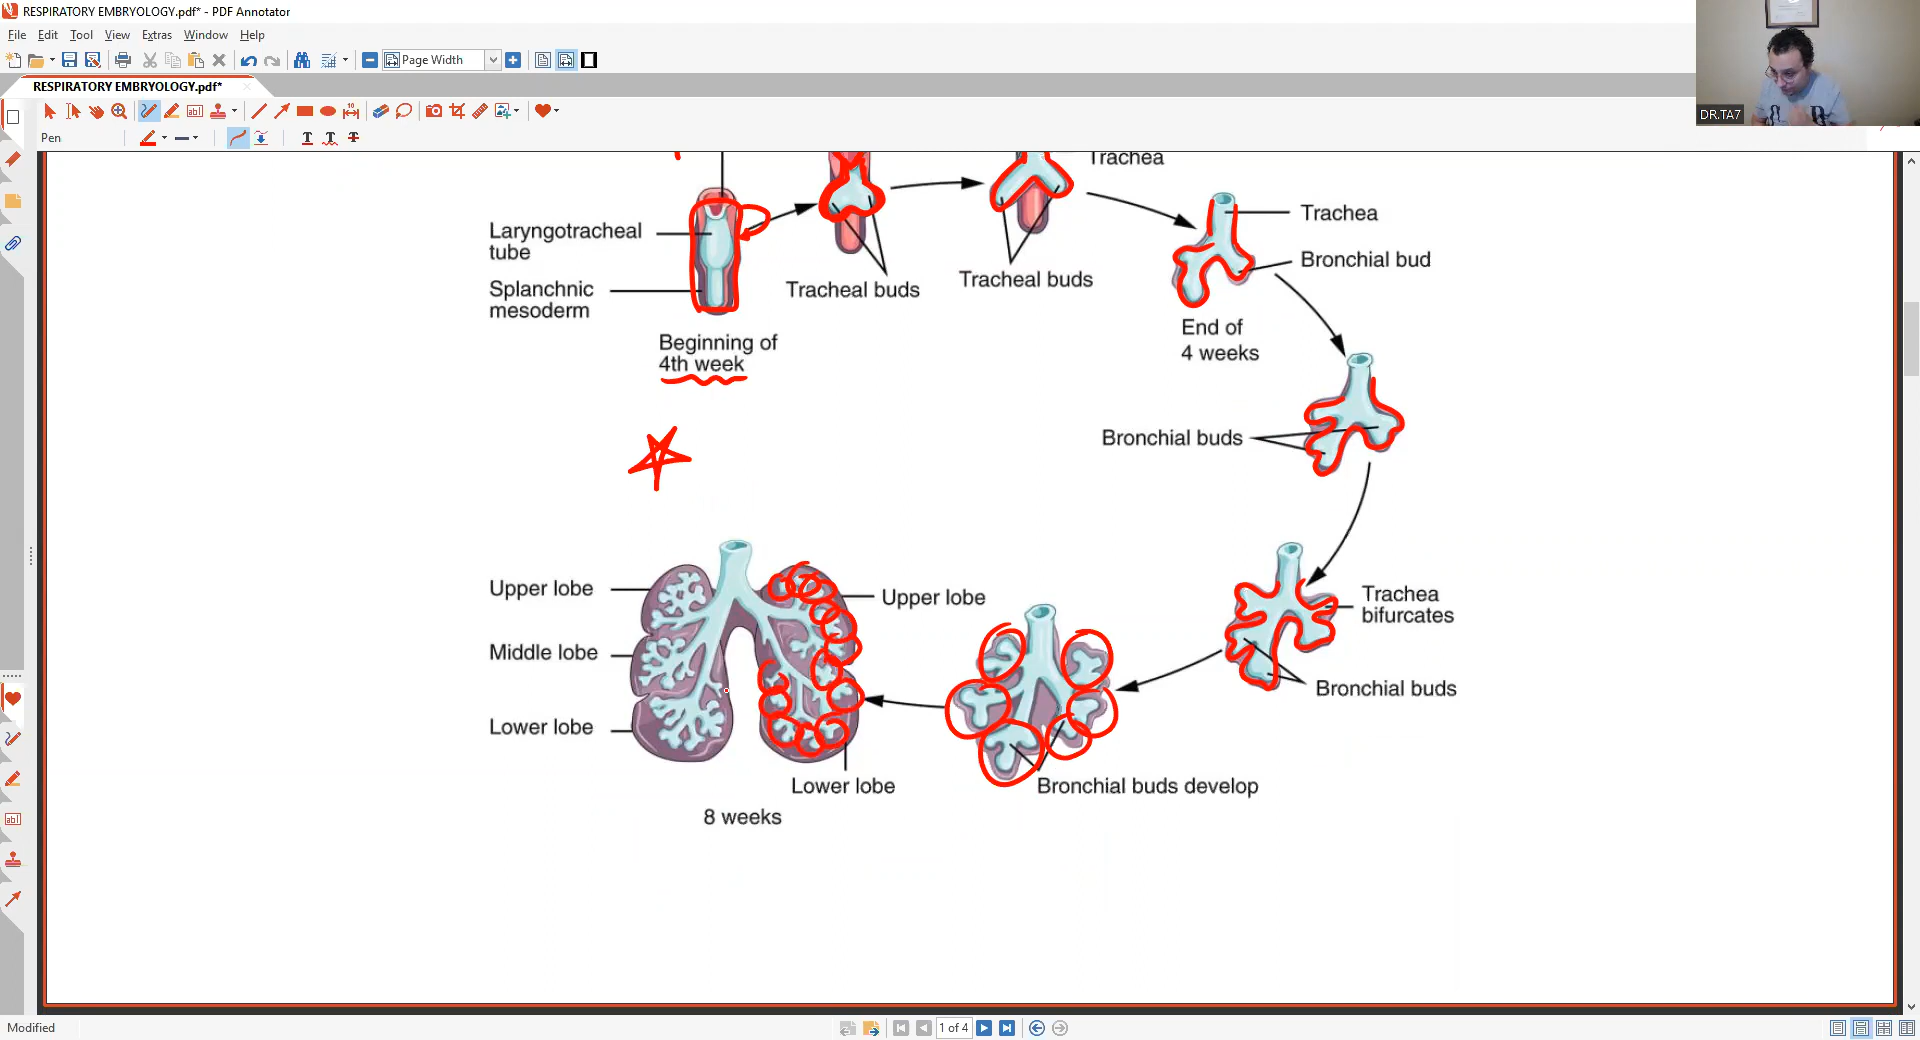 RESPIRATORY EMBRYOLOGY.pdf* - PDF Annotator
File Edit Tool View Extras Window Help
Page Width
RESPIRATORY EMBRYOLOGY.pdf*
DR.TA7
Pen
Trachea
Laryngotracheal
tube
Splanchnic
mesoderm
Beginning of
4th week
Tracheal buds
Tracheal buds
Trachea
Bronchial bud
End of
4 weeks
Bronchial buds
Trachea
bifurcates
Bronchial buds
Upper lobe
Middle lobe
Lower lobe
Upper lobe
Lower lobe
8 weeks
Bronchial buds develop
Modified
1 of 4